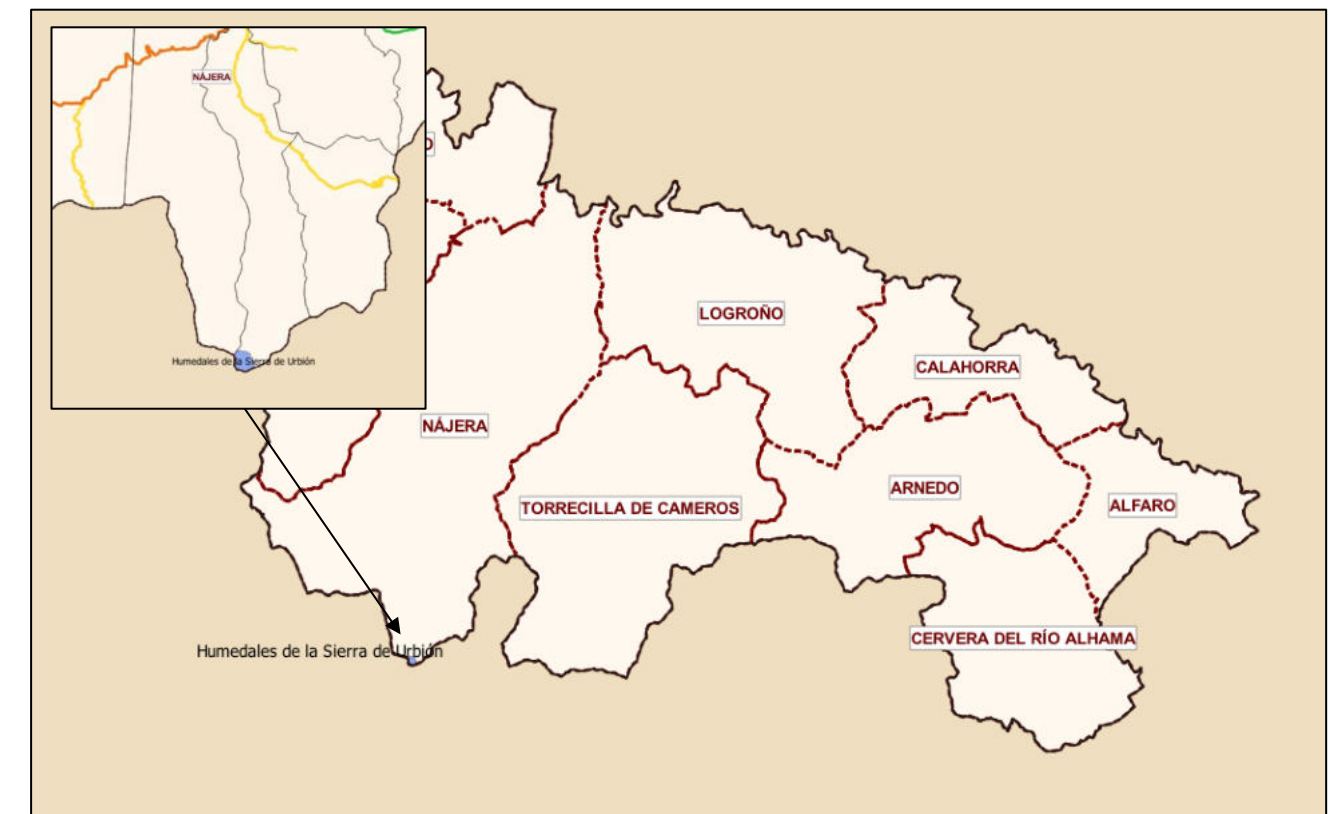 NÁJERA
Humedales de la Sierra de Urbión
LOGROÑO
CALAHORRA
NÁJERA
ARNEDO
TORRECILLA DE CAMEROS
ALFARO
CERVERA DEL RÍO ALHAMA
Humedales de la Sierra de Urbión